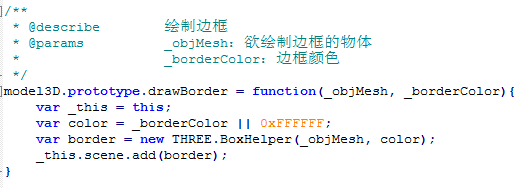 /**
 * @describe 绘制边框
 * @params _objMesh: 欲绘制边框的物体
 * _borderColor: 边框颜色
 */
model3D.prototype.drawBorder = function(_objMesh, _borderColor){
    var _this = this;
    var color = _borderColor || 0xFFFFFF;
    var border = new THREE.BoxHelper(_objMesh, color);
    _this.scene.add(border);
}